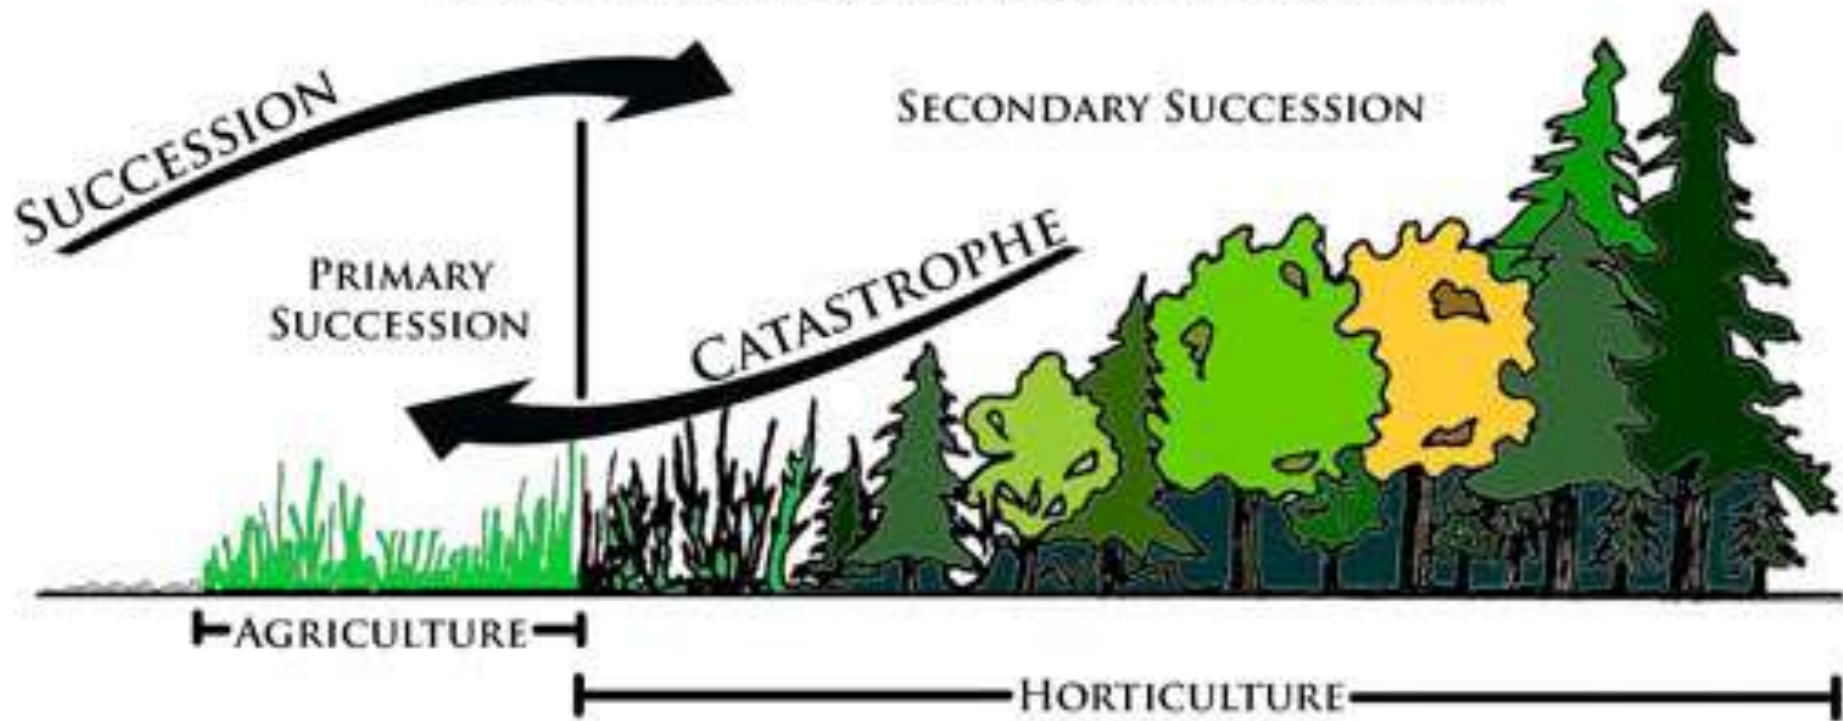 SUCCESSION
SECONDARY SUCCESSION
PRIMARY
SUCCESSION
CATASTROPHE
AGRICULTURE
HORTICULTURE